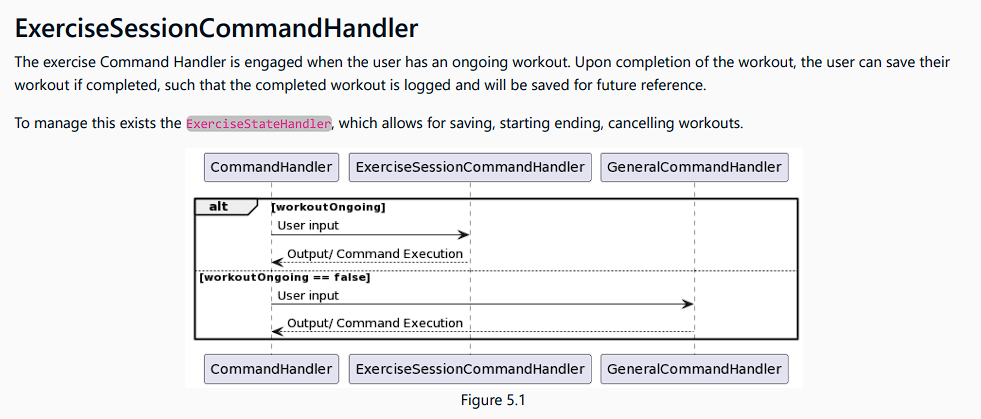 ExerciseSessionCommandHandler
The exercise Command Handler is engaged when the user has an ongoing workout. Upon completion of the workout, the user can save their
workout if completed, such that the completed workout is logged and will be saved for future reference.
To manage this exists the ExerciseStateHandler, which allows for saving, starting ending, cancelling workouts.
CommandHandler ExerciseSessionCommandHandler GeneralCommandHandler
alt [workoutOngoing]
User input
Output/ Command Execution
[workoutOngoing == false]
User input
Output/ Command Execution
CommandHandler ExerciseSessionCommandHandler GeneralCommandHandler
Figure 5.1